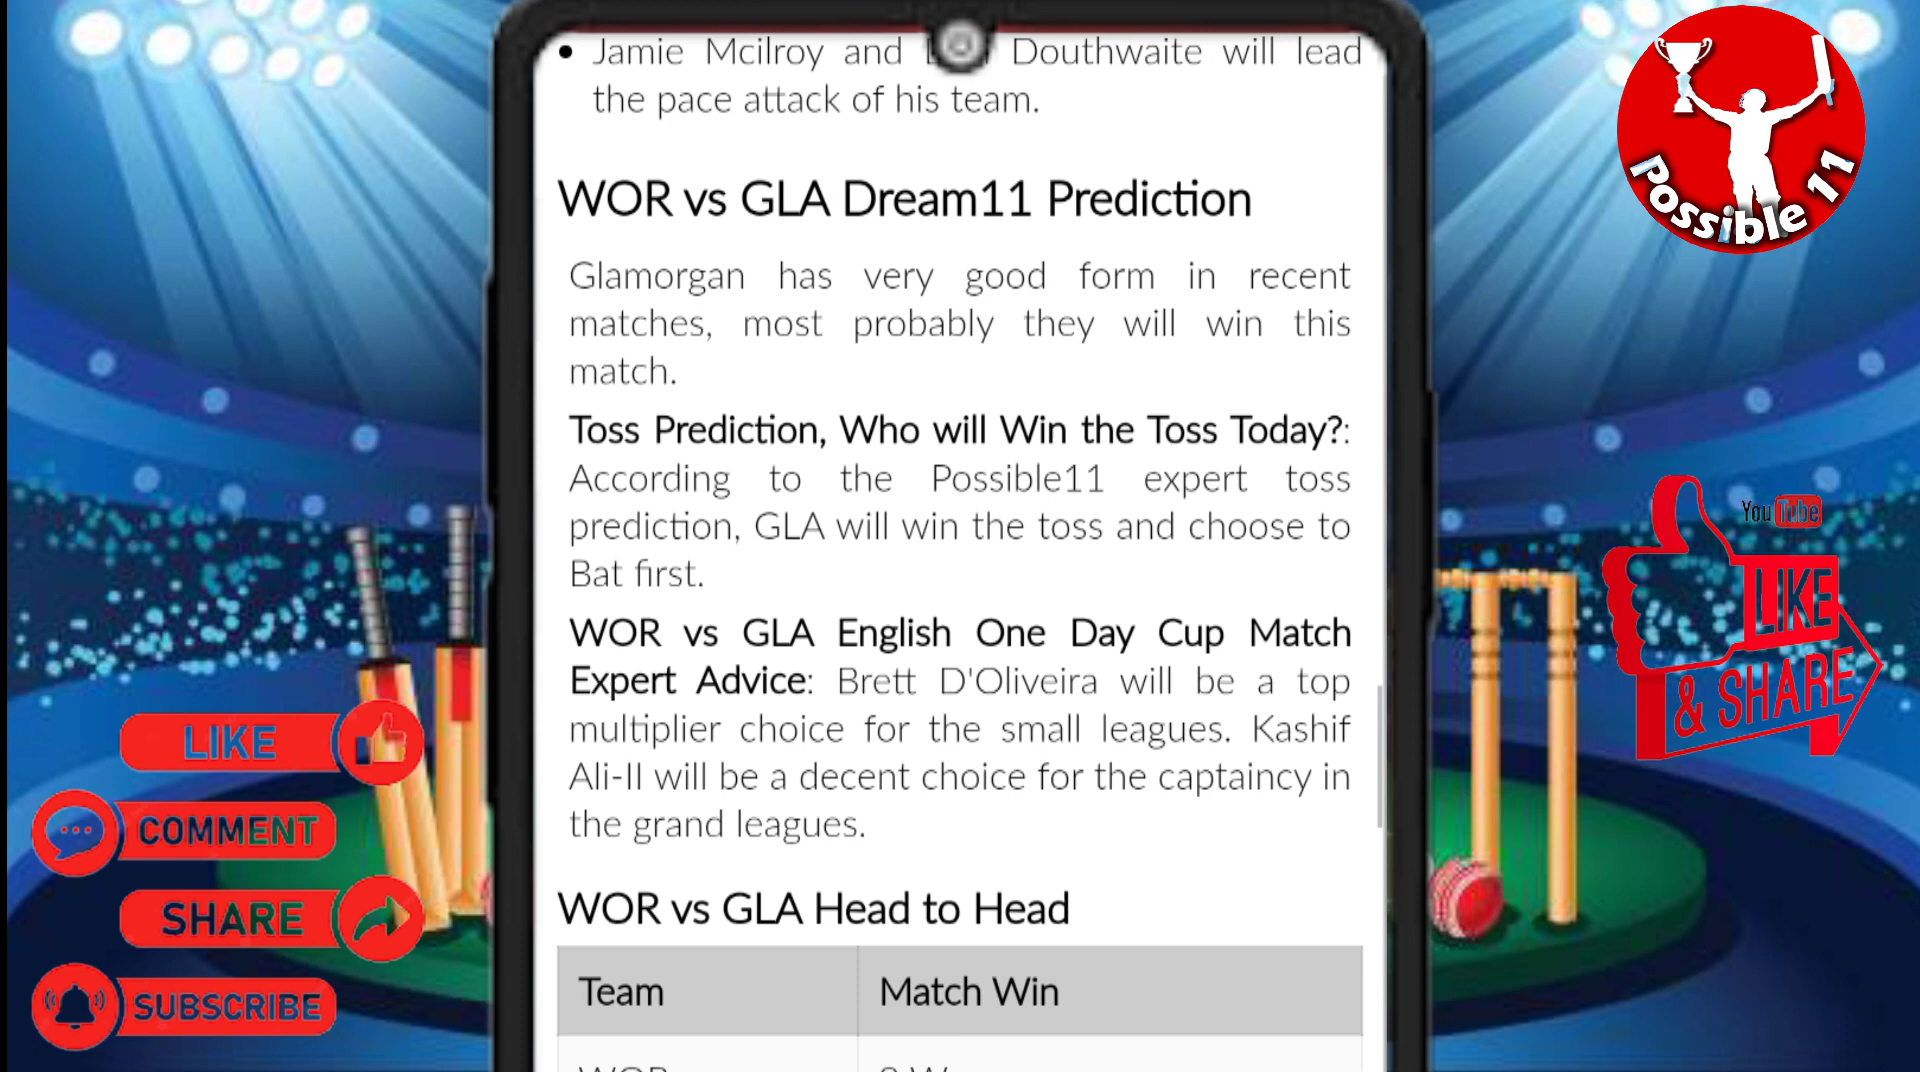 Jamie Mcilroy and Douthwaite will lead
the pace attack of his team.
WOR vs GLA Dream11 Prediction
Glamorgan has very good form in recent
matches, most probably they will win this
match.
Toss Prediction, Who will Win the Toss Today?:
According to the Possible11 expert toss
prediction, GLA will win the toss and choose to
Bat first.
WOR vs GLA English One Day Cup Match
Expert Advice: Brett D'Oliveira will be a top
multiplier choice for the small leagues. Kashif
Ali-II will be a decent choice for the captaincy in
the grand leagues.
WOR vs GLA Head to Head
Team Match Win
Possible 11
YouTube
LIKE
& SHARE
LIKE
COMMENT
SHARE
SUBSCRIBE